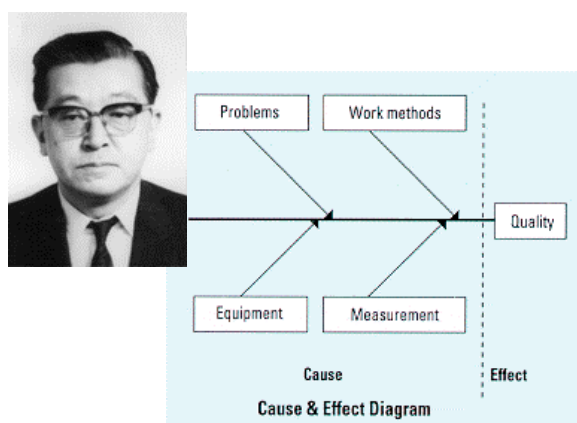 Problems
Work methods
Quality
Equipment
Measurement
Cause
Effect
Cause & Effect Diagram